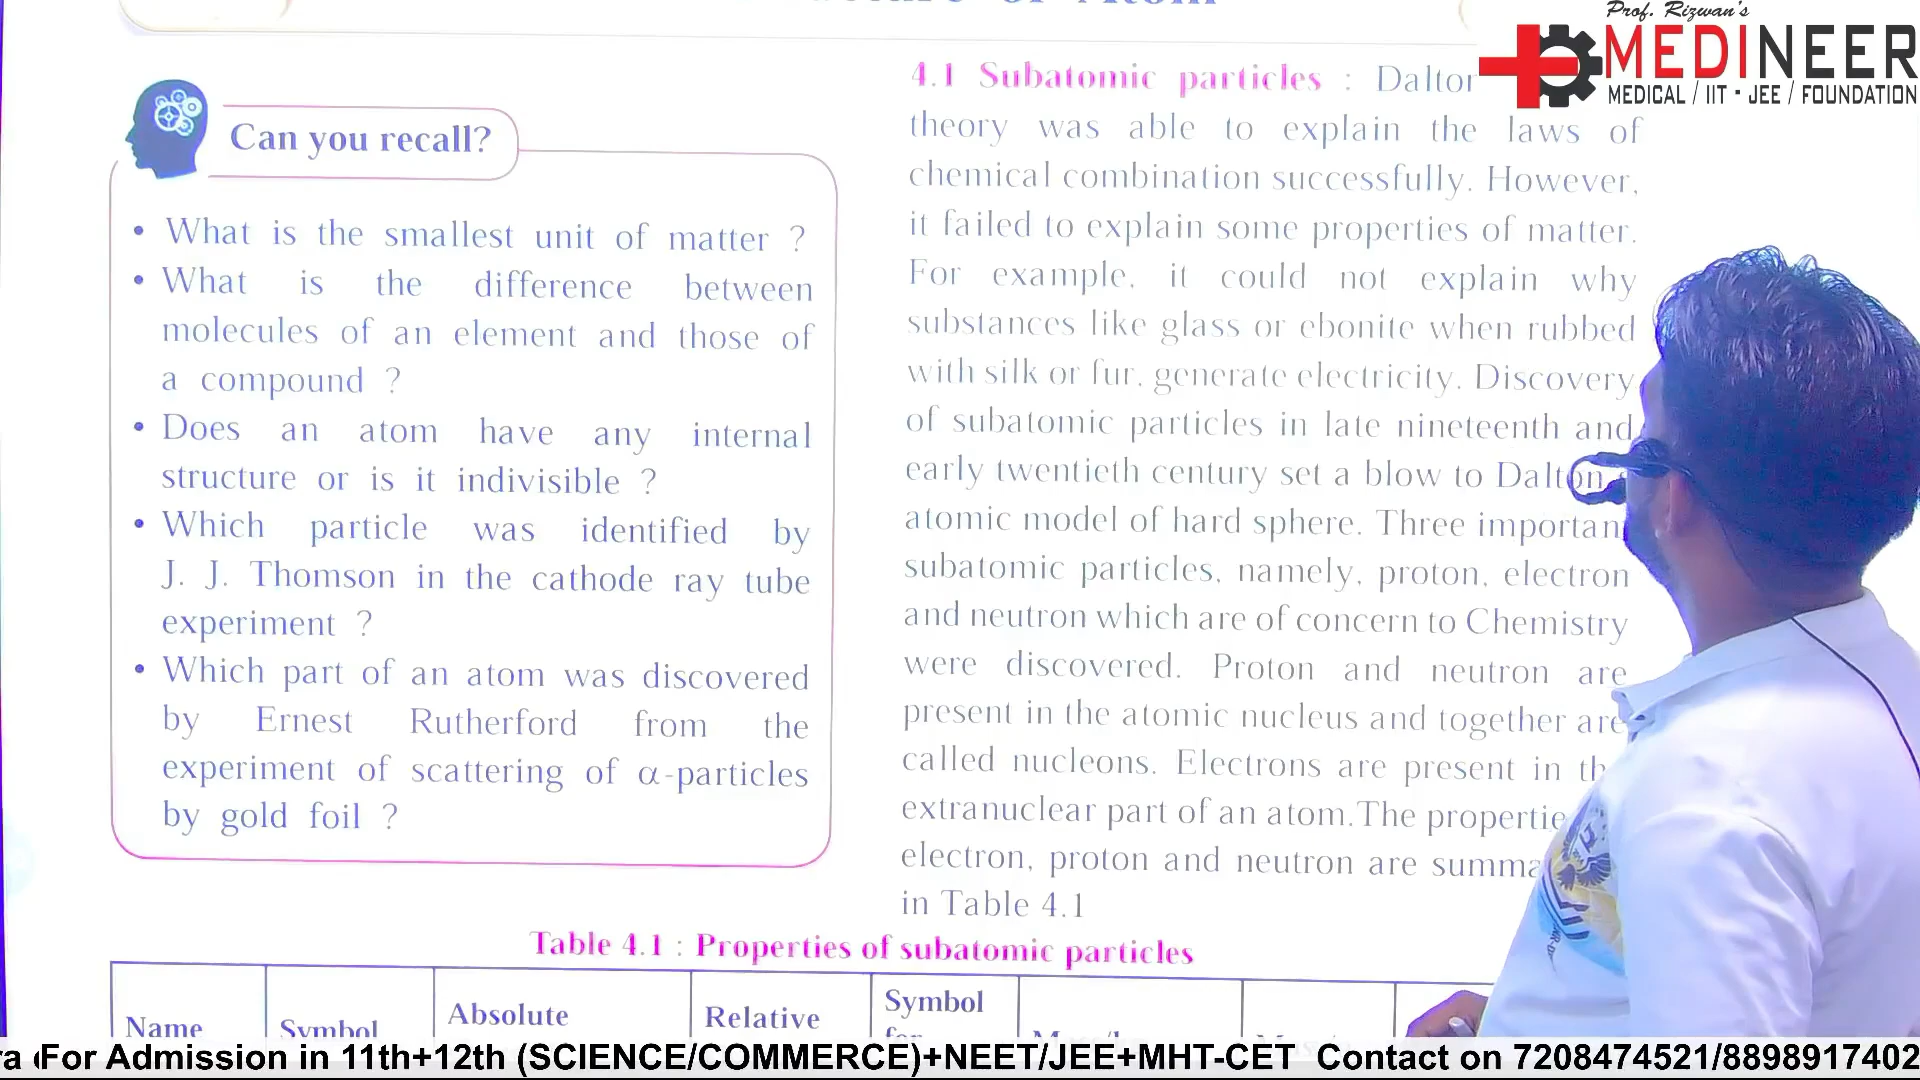 of Atom
Prof. Rizwan's
MEDINEER
MEDICAL / IIT - JEE / FOUNDATION
Can you recall?
• What is the smallest unit of matter ?
• What is the difference between
molecules of an element and those of
a compound ?
• Does an atom have any internal
structure or is it indivisible ?
• Which particle was identified by
J. J. Thomson in the cathode ray tube
experiment ?
• Which part of an atom was discovered
by Ernest Rutherford from the
experiment of scattering of α-particles
by gold foil ?
4.1 Subatomic particles : Dalton
theory was able to explain the laws of
chemical combination successfully. However,
it failed to explain some properties of matter.
For example, it could not explain why
substances like glass or ebonite when rubbed
with silk or fur, generate electricity. Discovery
of subatomic particles in late nineteenth and
early twentieth century set a blow to Dalton
atomic model of hard sphere. Three important
subatomic particles, namely, proton, electron
and neutron which are of concern to Chemistry
were discovered. Proton and neutron are
present in the atomic nucleus and together are
called nucleons. Electrons are present in
extranuclear part of an atom.The
electron, proton and neutron are
in Table 4.1
Table 4.1 : Properties of subatomic particles
Name
Symbol
Absolute
Relative
Symbol
for
For Admission in 11th+12th (SCIENCE/COMMERCE)+NEET/JEE+MHT-CET Contact on 7208474521/8898917402